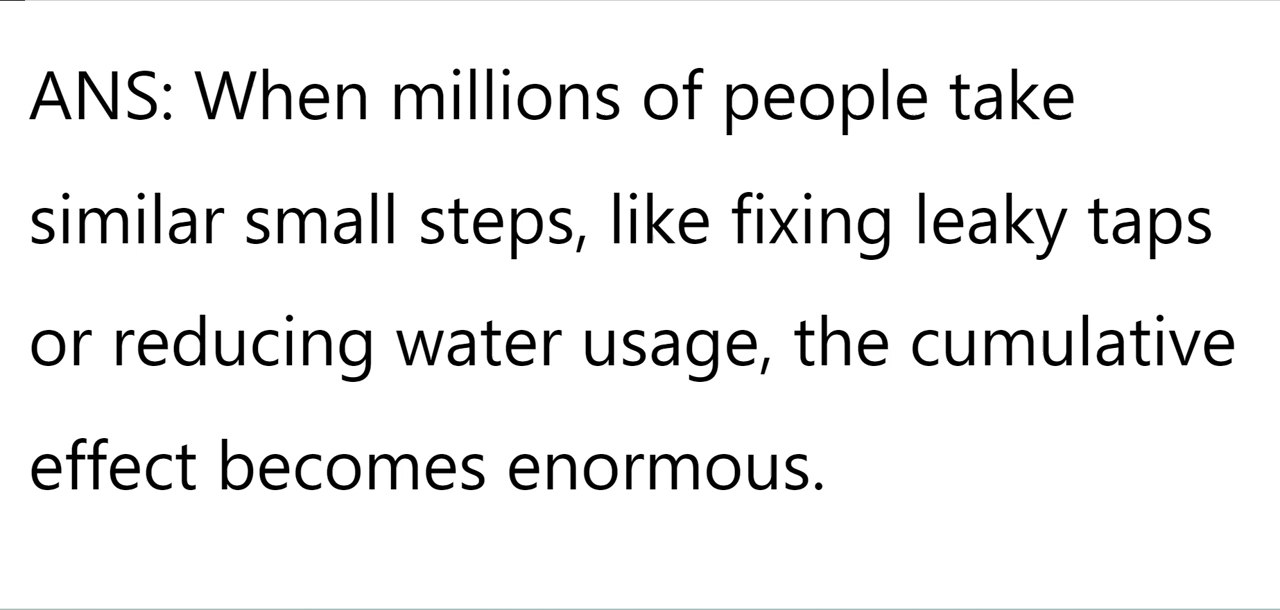 ANS: When millions of people take
similar small steps, like fixing leaky taps
or reducing water usage, the cumulative
effect becomes enormous.